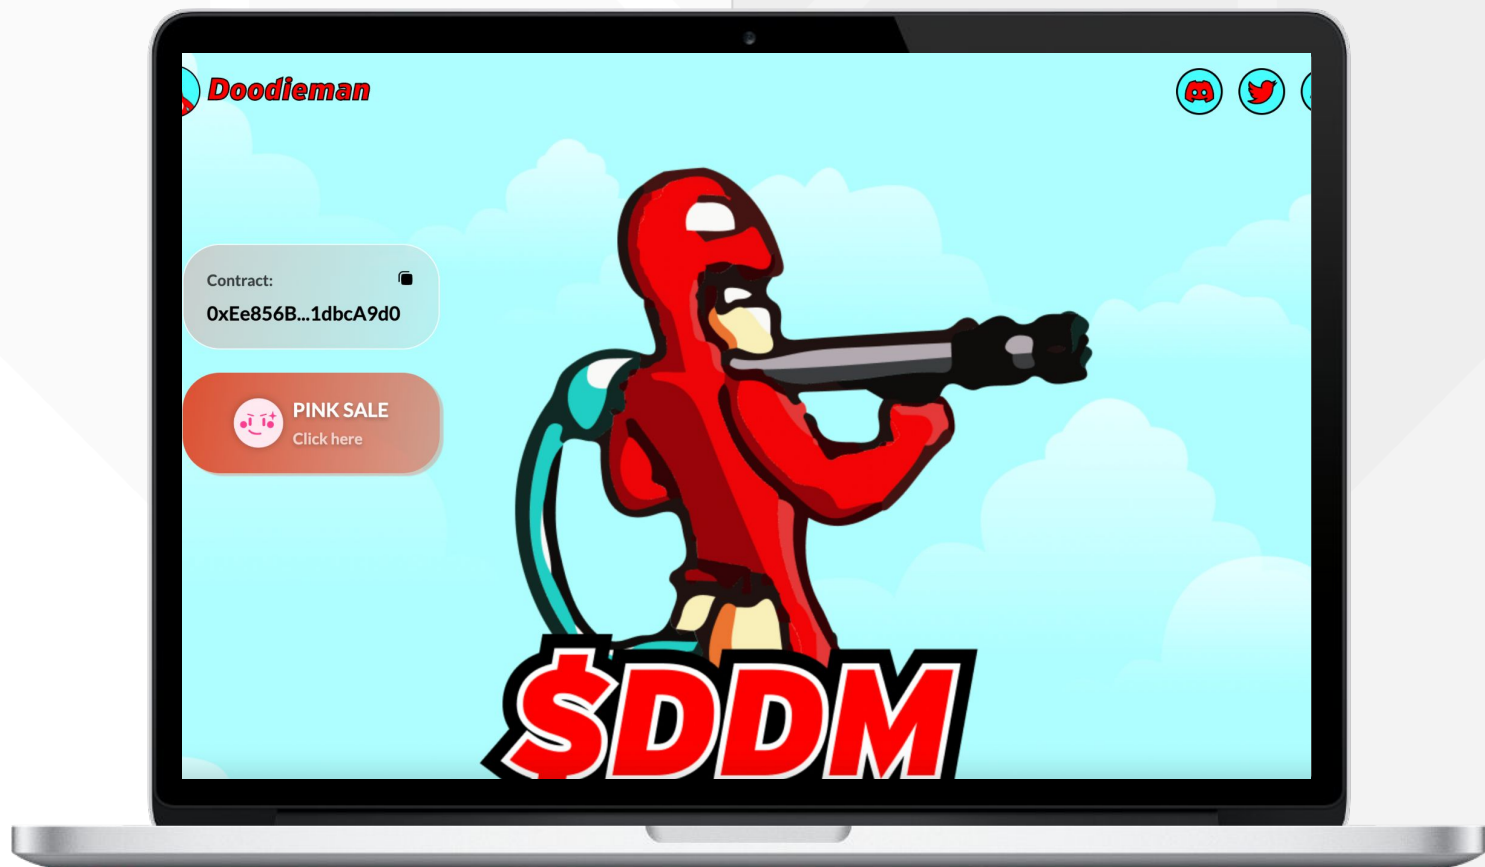 Doodieman
Contract:
0xEe856B...1dbcA9d0
PINK SALE
Click here
$DDM